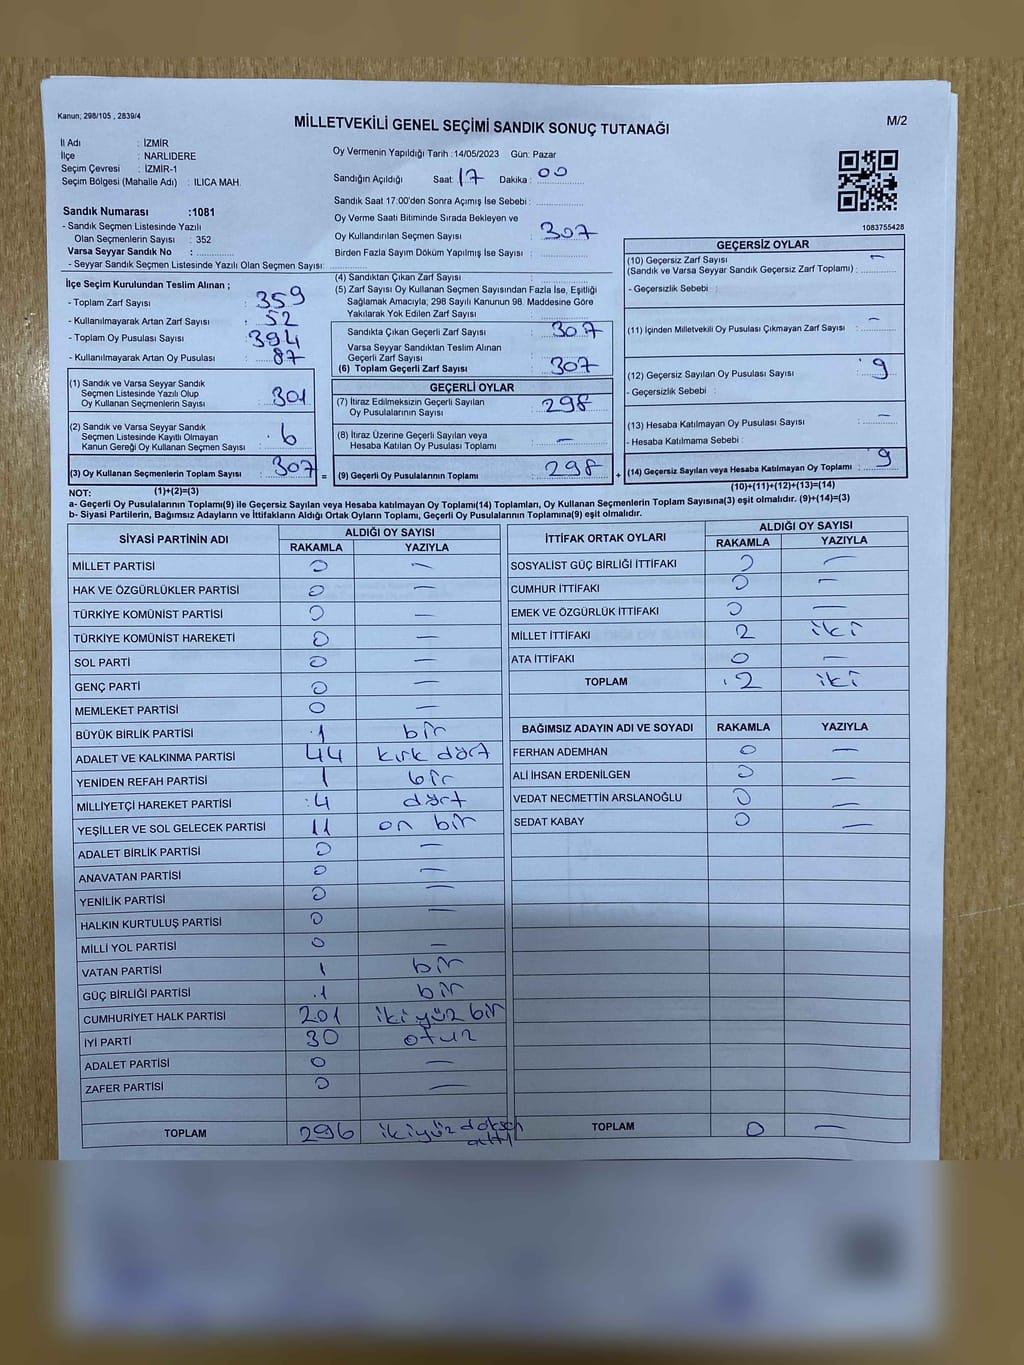 Kanun; 298/105 , 2839/4
MİLLETVEKİLİ GENEL SEÇİMİ SANDIK SONUÇ TUTANAĞI
M/2
İl Adı : İZMİR
İlçe : NARLIDERE
Seçim Çevresi : İZMİR-1
Seçim Bölgesi (Mahalle Adı) : ILICA MAH.
Oy Vermenin Yapıldığı Tarih :14/05/2023 Gün: Pazar
Sandığın Açıldığı Saat: 17 Dakika : 00
Sandık Saat 17:00'den Sonra Açımış İse Sebebi :
Sandık Numarası :1081
- Sandık Seçmen Listesinde Yazılı
Olan Seçmenlerin Sayısı : 352
Varsa Seyyar Sandık No :
- Seyyar Sandık Seçmen Listesinde Yazılı Olan Seçmen Sayısı:
Oy Verme Saati Bitiminde Sırada Bekleyen ve
Oy Kullandırılan Seçmen Sayısı : 307
Birden Fazla Sayım Döküm Yapılmış İse Sayısı :
1083755428
İlçe Seçim Kurulundan Teslim Alınan ;
- Toplam Zarf Sayısı : 359
- Kullanılmayarak Artan Zarf Sayısı : 52
- Toplam Oy Pusulası Sayısı : 394
- Kullanılmayarak Artan Oy Pusulası : 87
(1) Sandık ve Varsa Seyyar Sandık
Seçmen Listesinde Yazılı Olup
Oy Kullanan Seçmenlerin Sayısı : 301
(2) Sandık ve Varsa Seyyar Sandık
Seçmen Listesinde Kayıtlı Olmayan
Kanun Gereği Oy Kullanan Seçmen Sayısı : 6
(3) Oy Kullanan Seçmenlerin Toplam Sayısı : 307
(1)+(2)=(3)
(4) Sandıktan Çıkan Zarf Sayısı :
(5) Zarf Sayısı Oy Kullanan Seçmen Sayısından Fazla İse, Eşitliği
Sağlamak Amacıyla; 298 Sayılı Kanunun 98. Maddesine Göre
Yakılarak Yok Edilen Zarf Sayısı :
Sandıkta Çıkan Geçerli Zarf Sayısı : 307
Varsa Seyyar Sandıktan Teslim Alınan
Geçerli Zarf Sayısı :
(6) Toplam Geçerli Zarf Sayısı : 307
GEÇERLİ OYLAR
(7) İtiraz Edilmeksizin Geçerli Sayılan
Oy Pusulalarının Sayısı : 298
(8) İtiraz Üzerine Geçerli Sayılan veya
Hesaba Katılan Oy Pusulası Toplamı : —
= (9) Geçerli Oy Pusulalarının Toplamı : 298
GEÇERSİZ OYLAR
(10) Geçersiz Zarf Sayısı —
(Sandık ve Varsa Seyyar Sandık Geçersiz Zarf Toplamı) :
- Geçersizlik Sebebi :
(11) İçinden Milletvekili Oy Pusulası Çıkmayan Zarf Sayısı : —
(12) Geçersiz Sayılan Oy Pusulası Sayısı : 9
- Geçersizlik Sebebi :
(13) Hesaba Katılmayan Oy Pusulası Sayısı : —
- Hesaba Katılmama Sebebi :
+ (14) Geçersiz Sayılan veya Hesaba Katılmayan Oy Toplamı : 9
(10)+(11)+(12)+(13)=(14)
NOT:
a- Geçerli Oy Pusulalarının Toplamı(9) ile Geçersiz Sayılan veya Hesaba katılmayan Oy Toplamı(14) Toplamları, Oy Kullanan Seçmenlerin Toplam Sayısına(3) eşit olmalıdır. (9)+(14)=(3)
b- Siyasi Partilerin, Bağımsız Adayların ve İttifakların Aldığı Ortak Oyların Toplamı, Geçerli Oy Pusulalarının Toplamına(9) eşit olmalıdır.
SİYASİ PARTİNİN ADI ALDIĞI OY SAYISI
RAKAMLA YAZIYLA
MİLLET PARTİSİ 0 —
HAK VE ÖZGÜRLÜKLER PARTİSİ 0 —
TÜRKİYE KOMÜNİST PARTİSİ 0 —
TÜRKİYE KOMÜNİST HAREKETİ 0 —
SOL PARTİ 0 —
GENÇ PARTİ 0 —
MEMLEKET PARTİSİ 0 —
BÜYÜK BİRLİK PARTİSİ 1 bir
ADALET VE KALKINMA PARTİSİ 44 kırk dört
YENİDEN REFAH PARTİSİ 1 bir
MİLLİYETÇİ HAREKET PARTİSİ 4 dört
YEŞİLLER VE SOL GELECEK PARTİSİ 11 on bir
ADALET BİRLİK PARTİSİ 0 —
ANAVATAN PARTİSİ 0 —
YENİLİK PARTİSİ 0 —
HALKIN KURTULUŞ PARTİSİ 0 —
MİLLİ YOL PARTİSİ 0 —
VATAN PARTİSİ 1 bir
GÜÇ BİRLİĞİ PARTİSİ 1 bir
CUMHURİYET HALK PARTİSİ 201 ikiyüz bir
İYİ PARTİ 30 otuz
ADALET PARTİSİ 0 —
ZAFER PARTİSİ 0 —
TOPLAM 296 ikiyüz doksan altı
İTTİFAK ORTAK OYLARI ALDIĞI OY SAYISI
RAKAMLA YAZIYLA
SOSYALİST GÜÇ BİRLİĞİ İTTİFAKI 0 —
CUMHUR İTTİFAKI 0 —
EMEK VE ÖZGÜRLÜK İTTİFAKI 0 —
MİLLET İTTİFAKI 2 iki
ATA İTTİFAKI 0 —
TOPLAM 2 iki
BAĞIMSIZ ADAYIN ADI VE SOYADI RAKAMLA YAZIYLA
FERHAN ADEMHAN 0 —
ALİ İHSAN ERDENİLGEN 0 —
VEDAT NECMETTİN ARSLANOĞLU 0 —
SEDAT KABAY 0 —
TOPLAM 0 —